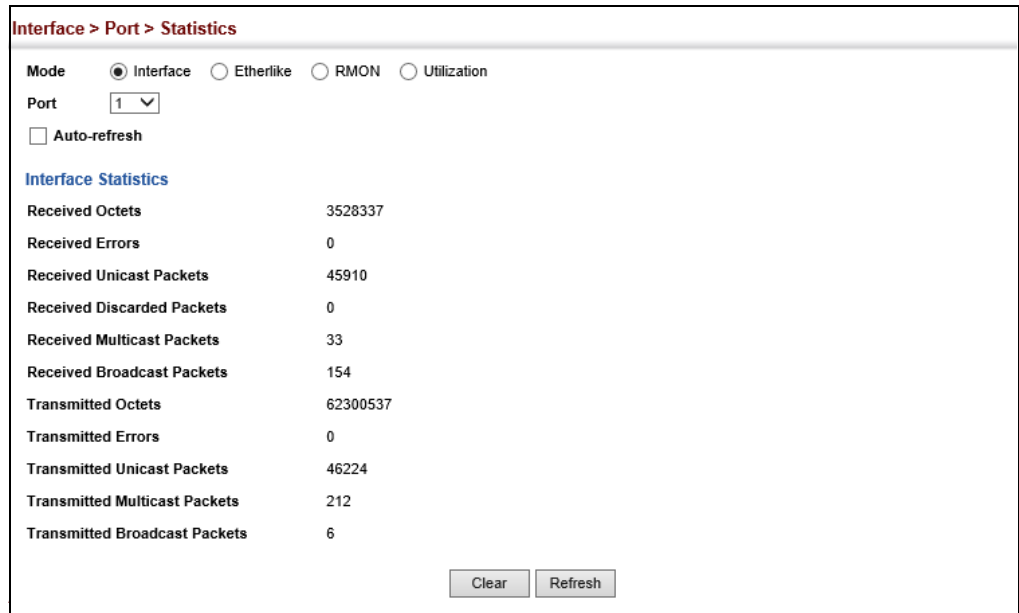 Interface > Port > Statistics
Mode Interface Etherlike RMON Utilization
Port 1
Auto-refresh
Interface Statistics
Received Octets 3528337
Received Errors 0
Received Unicast Packets 45910
Received Discarded Packets 0
Received Multicast Packets 33
Received Broadcast Packets 154
Transmitted Octets 62300537
Transmitted Errors 0
Transmitted Unicast Packets 46224
Transmitted Multicast Packets 212
Transmitted Broadcast Packets 6
Clear Refresh